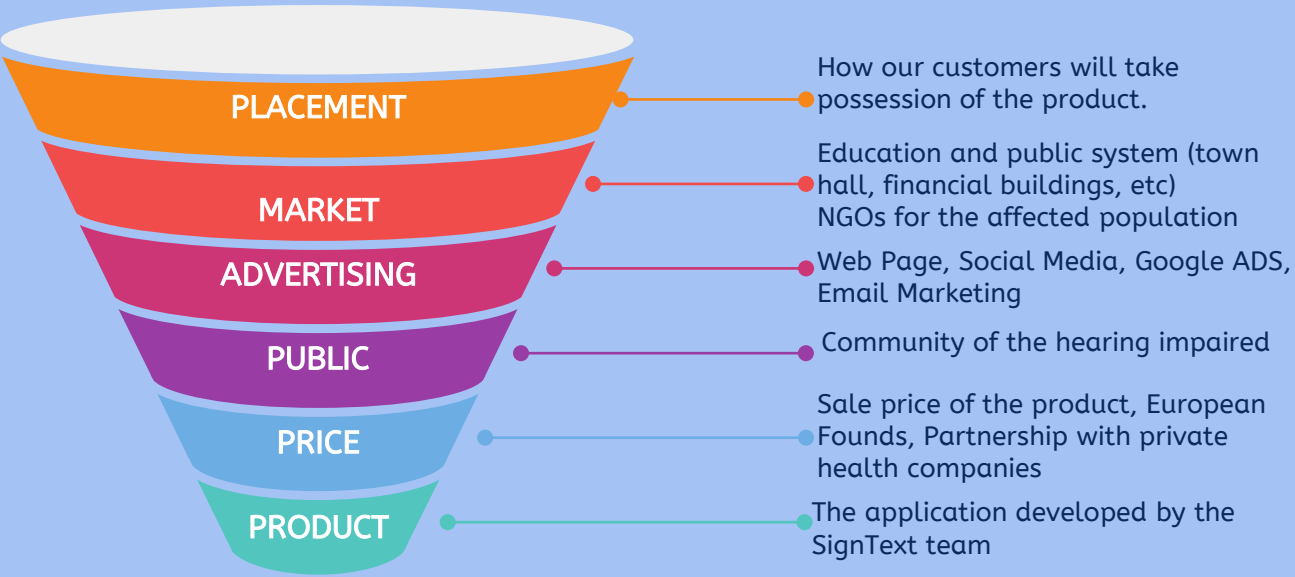 PLACEMENT
How our customers will take
possession of the product.
MARKET
Education and public system (town
hall, financial buildings, etc)
NGOs for the affected population
ADVERTISING
Web Page, Social Media, Google ADS,
Email Marketing
PUBLIC
Community of the hearing impaired
PRICE
Sale price of the product, European
Founds, Partnership with private
health companies
PRODUCT
The application developed by the
SignText team